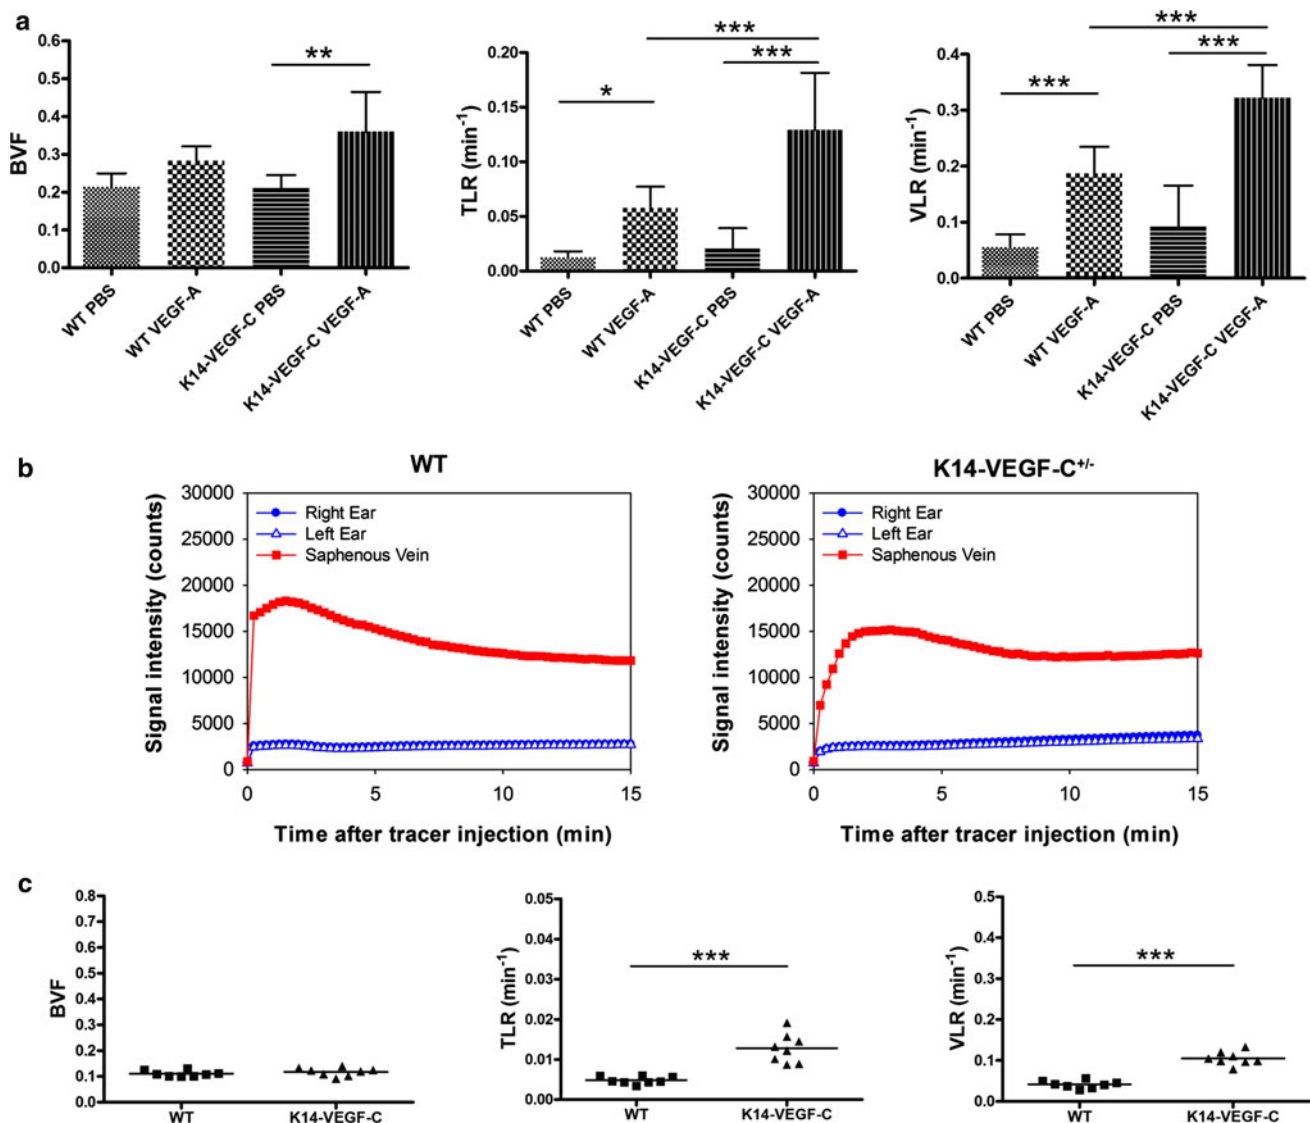 a
BVF
0.6
0.5
0.4
0.3
0.2
0.1
0.0
**
WT PBS
WT VEGF-A
K14-VEGF-C PBS
K14-VEGF-C VEGF-A
TLR (min⁻¹)
0.20
0.15
0.10
0.05
0.00
*
***
***
WT PBS
WT VEGF-A
K14-VEGF-C PBS
K14-VEGF-C VEGF-A
VLR (min⁻¹)
0.4
0.3
0.2
0.1
0.0
***
***
***
WT PBS
WT VEGF-A
K14-VEGF-C PBS
K14-VEGF-C VEGF-A
b
WT
Signal intensity (counts)
30000
25000
20000
15000
10000
5000
0
Right Ear
Left Ear
Saphenous Vein
0 5 10 15
Time after tracer injection (min)
K14-VEGF-C⁺/⁻
Signal intensity (counts)
30000
25000
20000
15000
10000
5000
0
Right Ear
Left Ear
Saphenous Vein
0 5 10 15
Time after tracer injection (min)
c
BVF
0.8
0.7
0.6
0.5
0.4
0.3
0.2
0.1
0.0
WT K14-VEGF-C
TLR (min⁻¹)
0.05
0.04
0.03
0.02
0.01
0.00
***
WT K14-VEGF-C
VLR (min⁻¹)
0.5
0.4
0.3
0.2
0.1
0.0
***
WT K14-VEGF-C